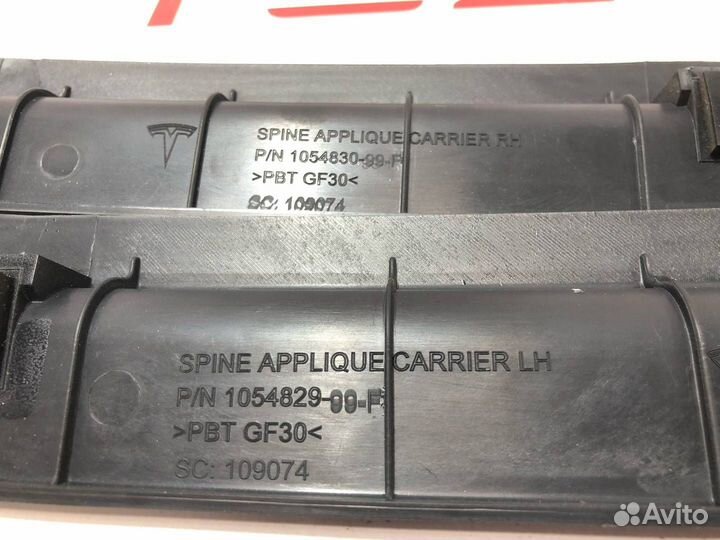 SPINE APPLIQUE CARRIER RH
P/N 1054830-99-F
>PBT GF30<
SC: 109074
SPINE APPLIQUE CARRIER LH
P/N 1054829-00-F
>PBT GF30<
SC: 109074
Avito